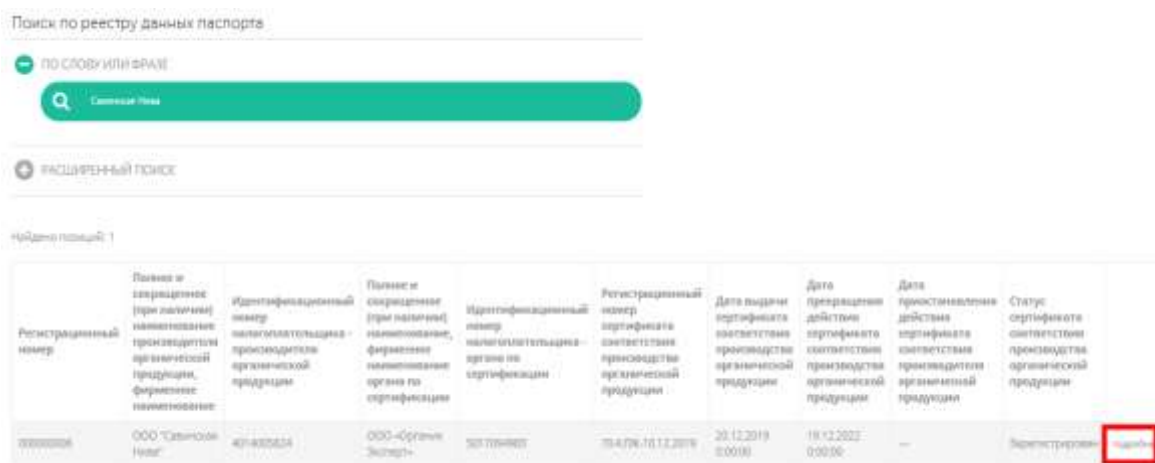 Поиск по реестру данных паспорта
ПО СЛОВУ ИЛИ ФРАЗЕ
Савинская Нива
РАСШИРЕННЫЙ ПОИСК
Найдено позиций: 1
Регистрационный
номер
Полное и
сокращенное
(при наличии)
наименование
производителя
органической
продукции,
фирменное
наименование
Идентификационный
номер
налогоплательщика -
производителя
органической
продукции
Полное и
сокращенное
(при наличии)
наименование,
фирменное
наименование
органа по
сертификации
Идентификационный
номер
налогоплательщика -
органа по
сертификации
Регистрационный
номер
сертификата
соответствия
производства
органической
продукции
Дата выдачи
сертификата
соответствия
производства
органической
продукции
Дата
прекращения
действия
сертификата
соответствия
производства
органической
продукции
Дата
приостановления
действия
сертификата
соответствия
производителя
органической
продукции
Статус
сертификата
соответствия
производства
органической
продукции
ООО "Савинская
Нива"
ООО «Органик
Эксперт»
20.12.2019
0:00:00
19.12.2022
0:00:00
—
Зарегистрирован
подробнее